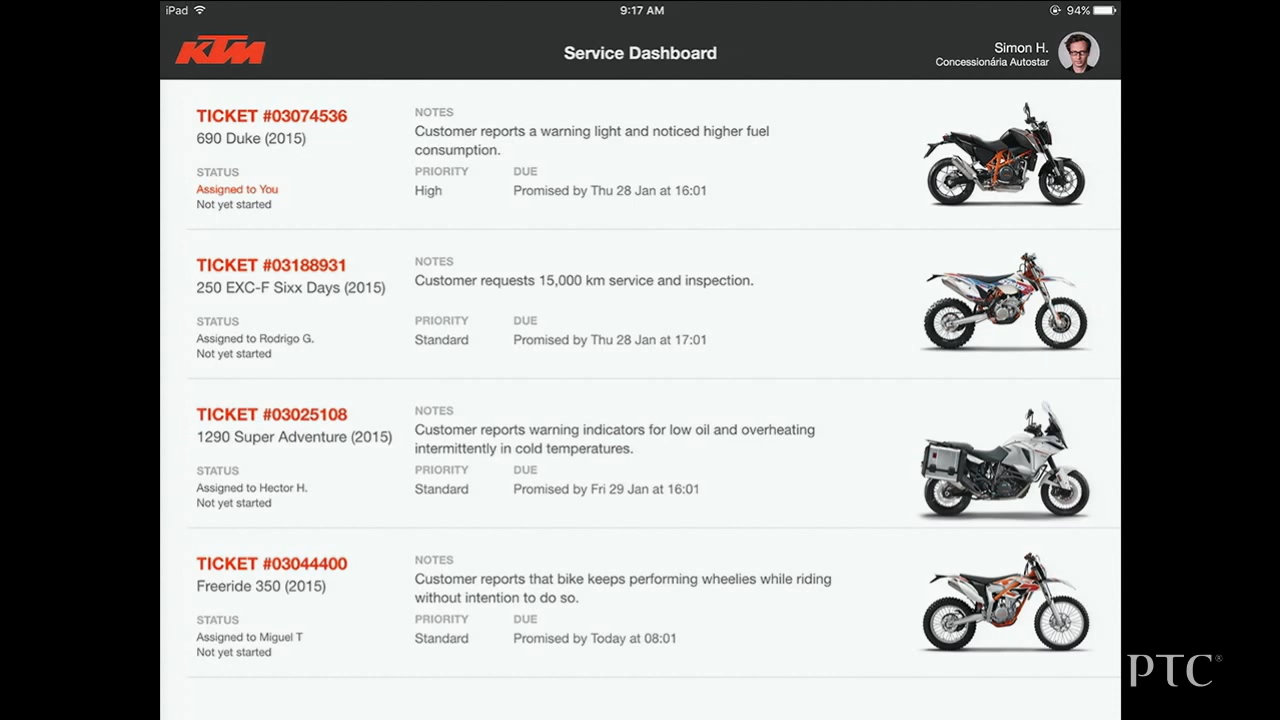 iPad
9:17 AM
94%
KTM
Service Dashboard
Simon H.
Concessionária Autostar
TICKET #03074536
690 Duke (2015)
STATUS
Assigned to You
Not yet started
NOTES
Customer reports a warning light and noticed higher fuel
consumption.
PRIORITY
High
DUE
Promised by Thu 28 Jan at 16:01
TICKET #03188931
250 EXC-F Sixx Days (2015)
STATUS
Assigned to Rodrigo G.
Not yet started
NOTES
Customer requests 15,000 km service and inspection.
PRIORITY
Standard
DUE
Promised by Thu 28 Jan at 17:01
TICKET #03025108
1290 Super Adventure (2015)
STATUS
Assigned to Hector H.
Not yet started
NOTES
Customer reports warning indicators for low oil and overheating
intermittently in cold temperatures.
PRIORITY
Standard
DUE
Promised by Fri 29 Jan at 16:01
TICKET #03044400
Freeride 350 (2015)
STATUS
Assigned to Miguel T
Not yet started
NOTES
Customer reports that bike keeps performing wheelies while riding
without intention to do so.
PRIORITY
Standard
DUE
Promised by Today at 08:01
PTC®